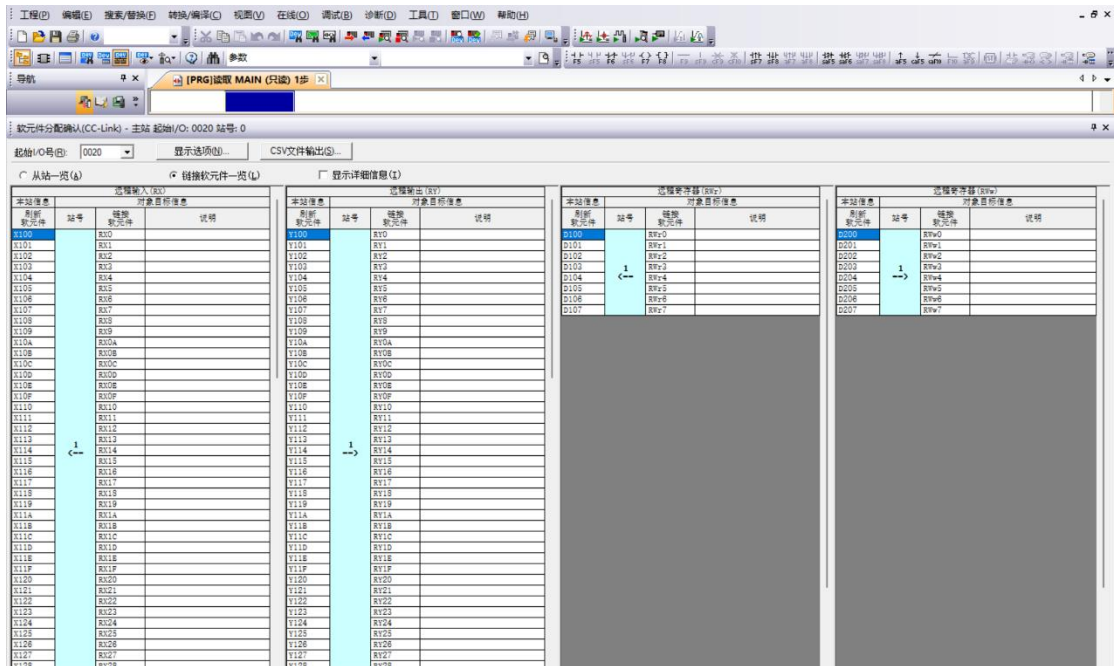 工程(P) 编辑(E) 搜索/替换(F) 转换/编译(C) 视图(V) 在线(O) 调试(B) 诊断(D) 工具(T) 窗口(W) 帮助(H)
参数
导航
[PRG]读取 MAIN (只读) 1步
软元件分配确认(CC-Link) - 主站 起始I/O: 0020 站号: 0
起始I/O号(R): 0020 显示选项(N)... CSV文件输出(S)...
从站一览(A) 链接软元件一览(L) 显示详细信息(I)
远程输入(RX) 远程输出(RY) 远程寄存器(RWr) 远程寄存器(RWw)
本站信息 对象目标信息 本站信息 对象目标信息 本站信息 对象目标信息 本站信息 对象目标信息
刷新软元件 站号 链接软元件 说明 刷新软元件 站号 链接软元件 说明 刷新软元件 站号 链接软元件 说明 刷新软元件 站号 链接软元件 说明
X100 RX0 Y100 RY0 D100 RWr0 D200 RWw0
X101 RX1 Y101 RY1 D101 RWr1 D201 RWw1
X102 RX2 Y102 RY2 D102 RWr2 D202 RWw2
X103 RX3 Y103 RY3 D103 1 RWr3 D203 1 RWw3
X104 RX4 Y104 RY4 D104 <-- RWr4 D204 --> RWw4
X105 RX5 Y105 RY5 D105 RWr5 D205 RWw5
X106 RX6 Y106 RY6 D106 RWr6 D206 RWw6
X107 RX7 Y107 RY7 D107 RWr7 D207 RWw7
X108 RX8 Y108 RY8
X109 RX9 Y109 RY9
X10A RX0A Y10A RY0A
X10B RX0B Y10B RY0B
X10C RX0C Y10C RY0C
X10D RX0D Y10D RY0D
X10E RX0E Y10E RY0E
X10F RX0F Y10F RY0F
X110 RX10 Y110 RY10
X111 RX11 Y111 RY11
X112 RX12 Y112 RY12
X113 1 RX13 Y113 1 RY13
X114 <-- RX14 Y114 --> RY14
X115 RX15 Y115 RY15
X116 RX16 Y116 RY16
X117 RX17 Y117 RY17
X118 RX18 Y118 RY18
X119 RX19 Y119 RY19
X11A RX1A Y11A RY1A
X11B RX1B Y11B RY1B
X11C RX1C Y11C RY1C
X11D RX1D Y11D RY1D
X11E RX1E Y11E RY1E
X11F RX1F Y11F RY1F
X120 RX20 Y120 RY20
X121 RX21 Y121 RY21
X122 RX22 Y122 RY22
X123 RX23 Y123 RY23
X124 RX24 Y124 RY24
X125 RX25 Y125 RY25
X126 RX26 Y126 RY26
X127 RX27 Y127 RY27